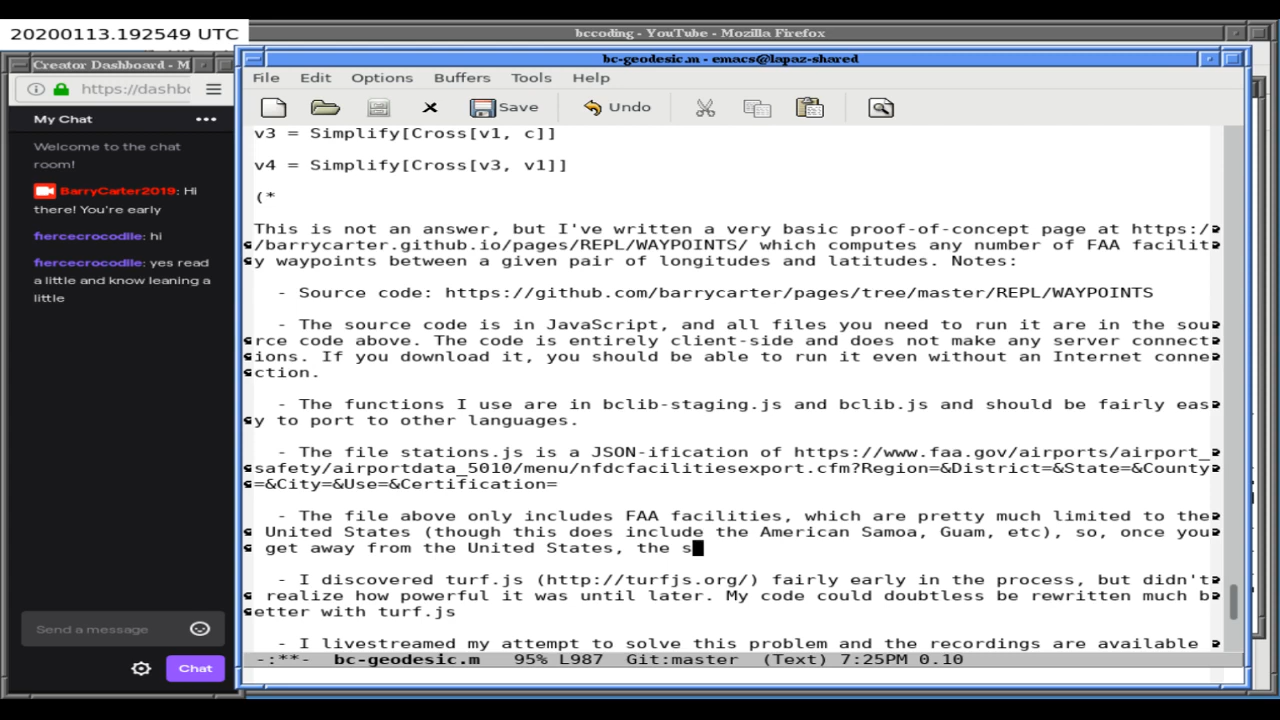 20200113.192549 UTC
bccoding - YouTube - Mozilla Firefox
Creator Dashboard - M
bc-geodesic.m - emacs@lapaz-shared
https://dashbo
File Edit Options Buffers Tools Help
Save Undo
My Chat
Welcome to the chat
room!
BarryCarter2019: Hi
there! You're early
fiercecrocodile: hi
fiercecrocodile: yes read
a little and know leaning a
little
Send a message
Chat
v3 = Simplify[Cross[v1, c]]
v4 = Simplify[Cross[v3, v1]]
(*
This is not an answer, but I've written a very basic proof-of-concept page at https:/
/barrycarter.github.io/pages/REPL/WAYPOINTS/ which computes any number of FAA facilit
y waypoints between a given pair of longitudes and latitudes. Notes:
- Source code: https://github.com/barrycarter/pages/tree/master/REPL/WAYPOINTS
- The source code is in JavaScript, and all files you need to run it are in the sou
rce code above. The code is entirely client-side and does not make any server connect
ions. If you download it, you should be able to run it even without an Internet conne
ction.
- The functions I use are in bclib-staging.js and bclib.js and should be fairly eas
y to port to other languages.
- The file stations.js is a JSON-ification of https://www.faa.gov/airports/airport_
safety/airportdata_5010/menu/nfdcfacilitiesexport.cfm?Region=&District=&State=&County
=&City=&Use=&Certification=
- The file above only includes FAA facilities, which are pretty much limited to the
United States (though this does include the American Samoa, Guam, etc), so, once you
get away from the United States, the s
- I discovered turf.js (http://turfjs.org/) fairly early in the process, but didn't
realize how powerful it was until later. My code could doubtless be rewritten much b
etter with turf.js
- I livestreamed my attempt to solve this problem and the recordings are available
-:**- bc-geodesic.m 95% L987 Git:master (Text) 7:25PM 0.10